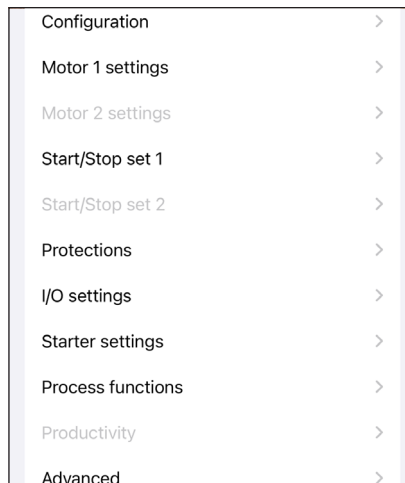 Configuration
Motor 1 settings
Motor 2 settings
Start/Stop set 1
Start/Stop set 2
Protections
I/O settings
Starter settings
Process functions
Productivity
Advanced